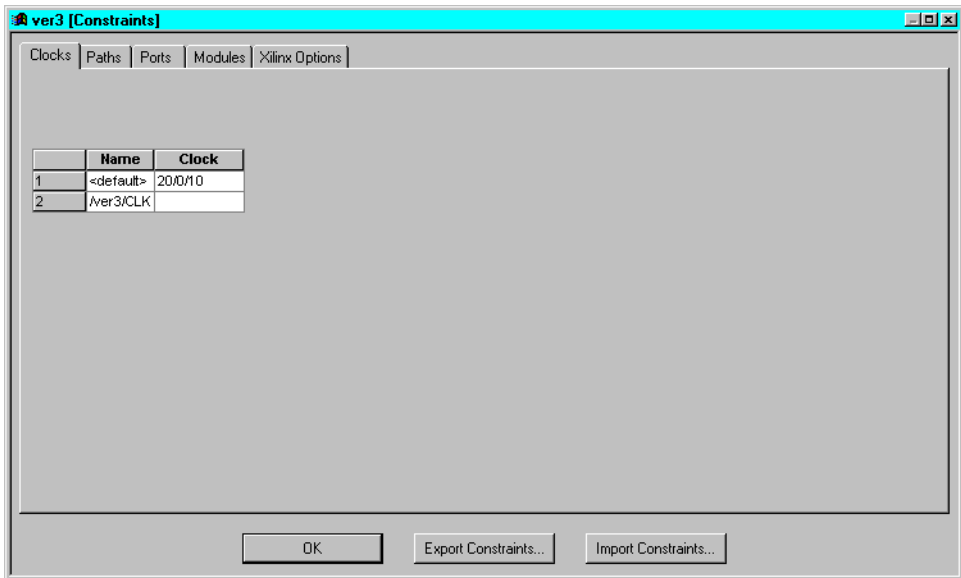 ver3 [Constraints]
Clocks Paths Ports Modules Xilinx Options
Name Clock
1 <default> 20/0/10
2 /ver3/CLK
OK Export Constraints... Import Constraints...